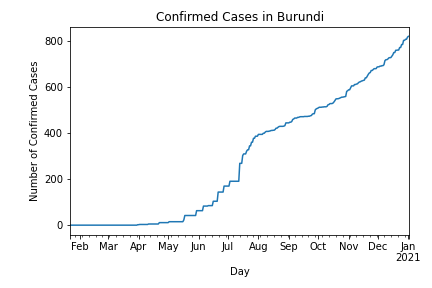 Confirmed Cases in Burundi
Number of Confirmed Cases
800
600
400
200
0
Feb Mar Apr May Jun Jul Aug Sep Oct Nov Dec Jan
2021
Day